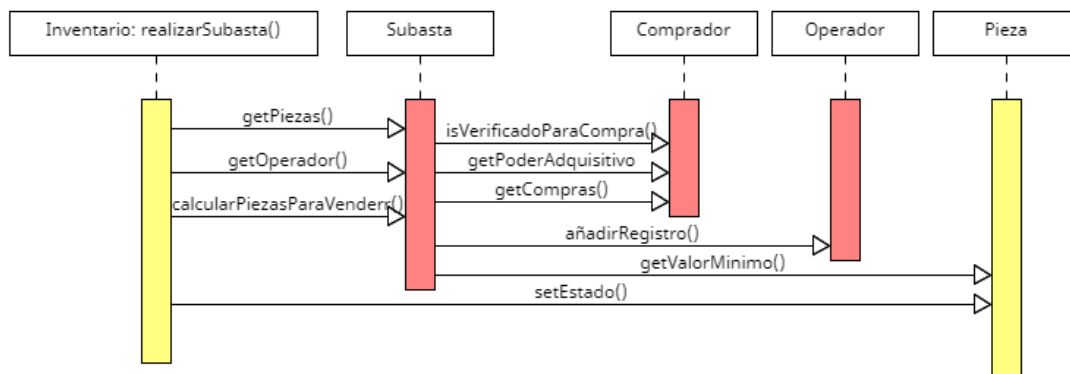 Inventario: realizarSubasta()
Subasta
Comprador
Operador
Pieza
getPiezas()
isVerificadoParaCompra()
getOperador()
getPoderAdquisitivo
getCompras()
calcularPiezasParaVenderr()
añadirRegistro()
getValorMinimo()
setEstado()